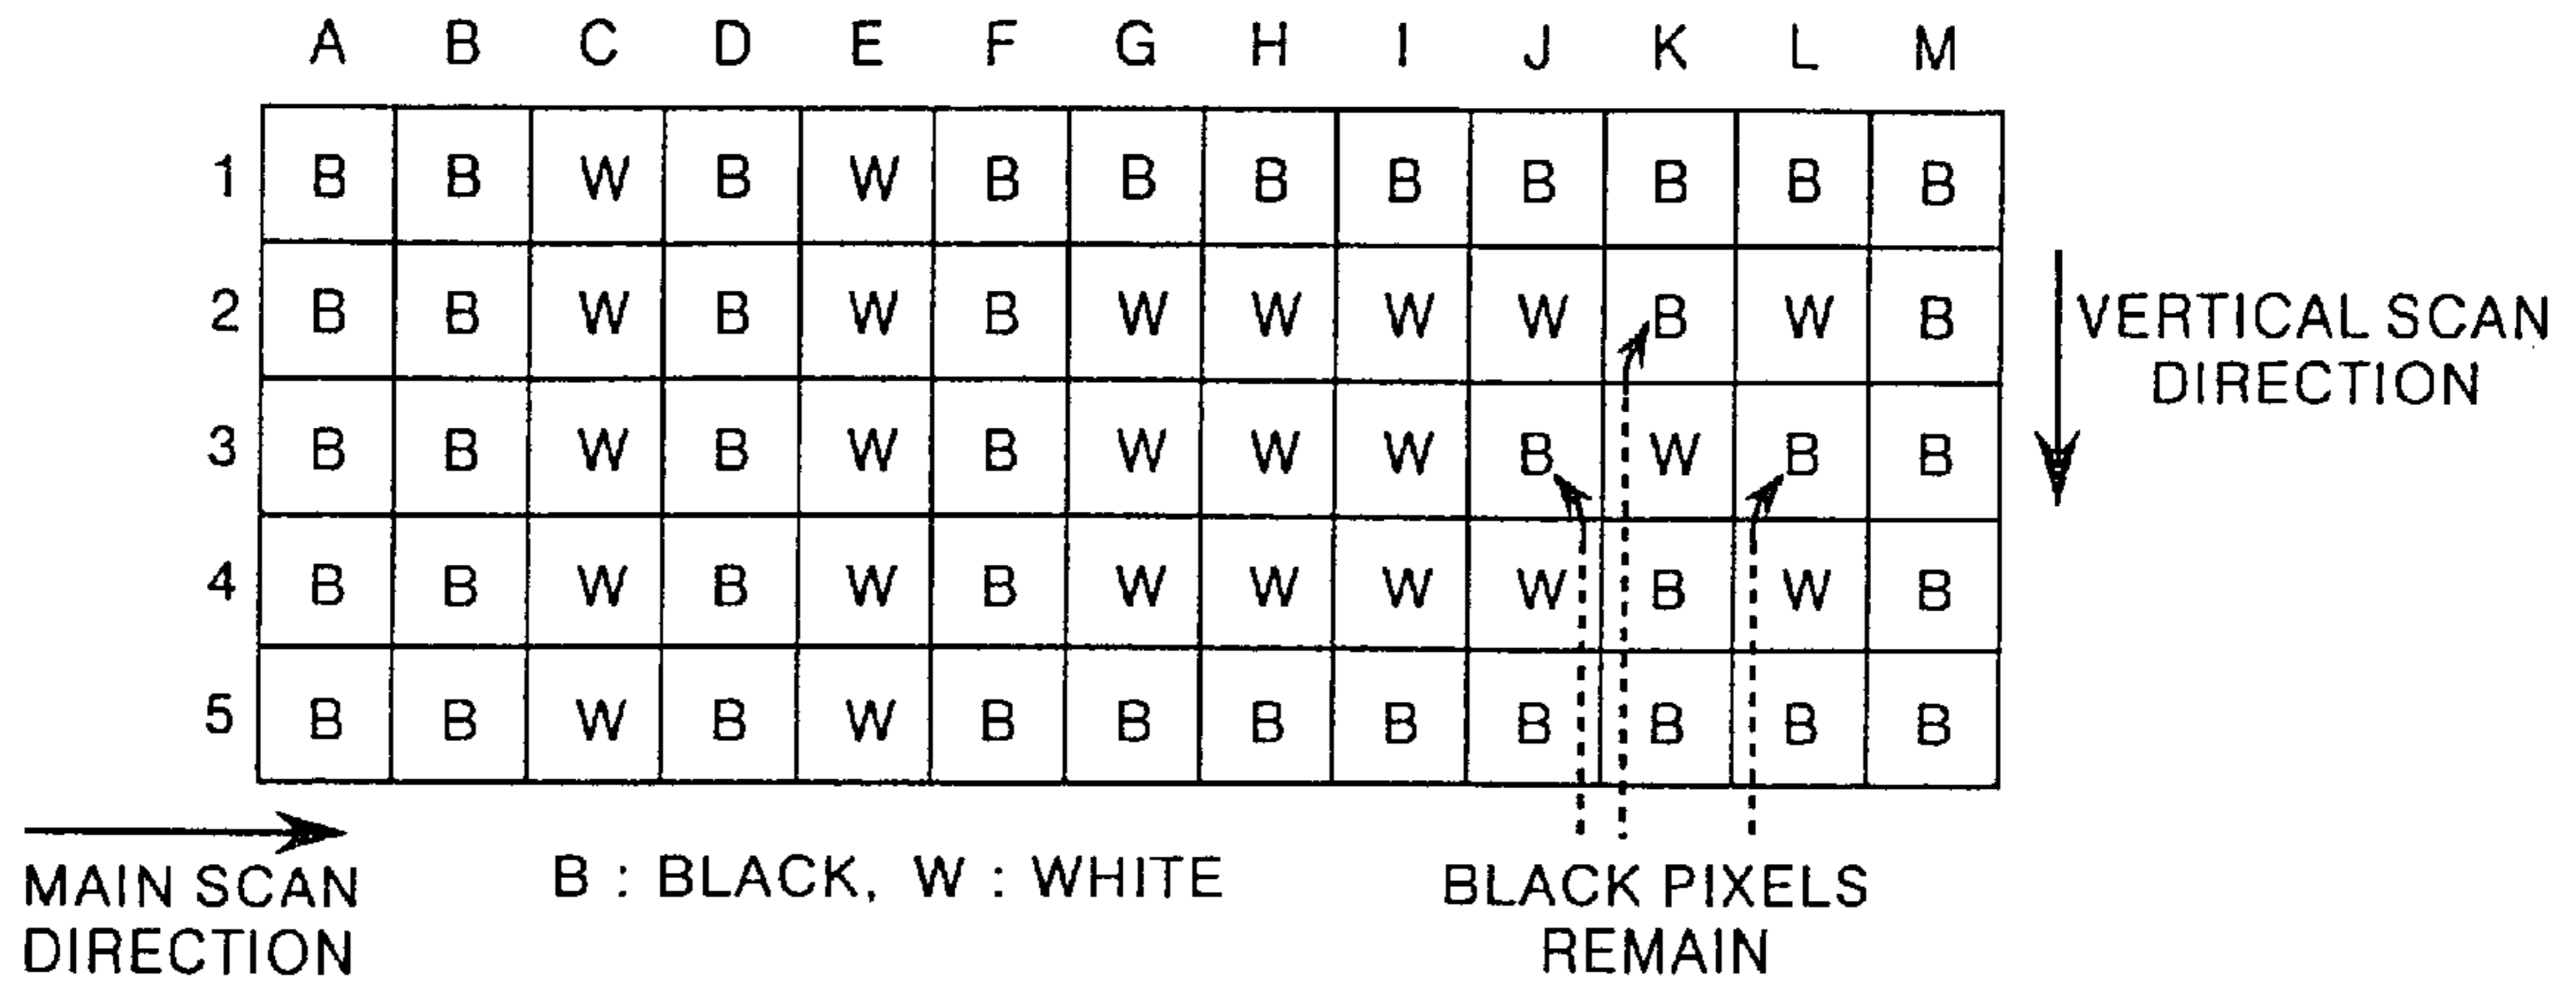 A B C D E F G H I J K L M
1 B B W B W B B B B B B B B
2 B B W B W B W W W W B W B
VERTICAL SCAN
DIRECTION
3 B B W B W B W W W B W B B
4 B B W B W B W W W W B W B
5 B B W B W B B B B B B B B
MAIN SCAN
DIRECTION
B : BLACK, W : WHITE
BLACK PIXELS
REMAIN